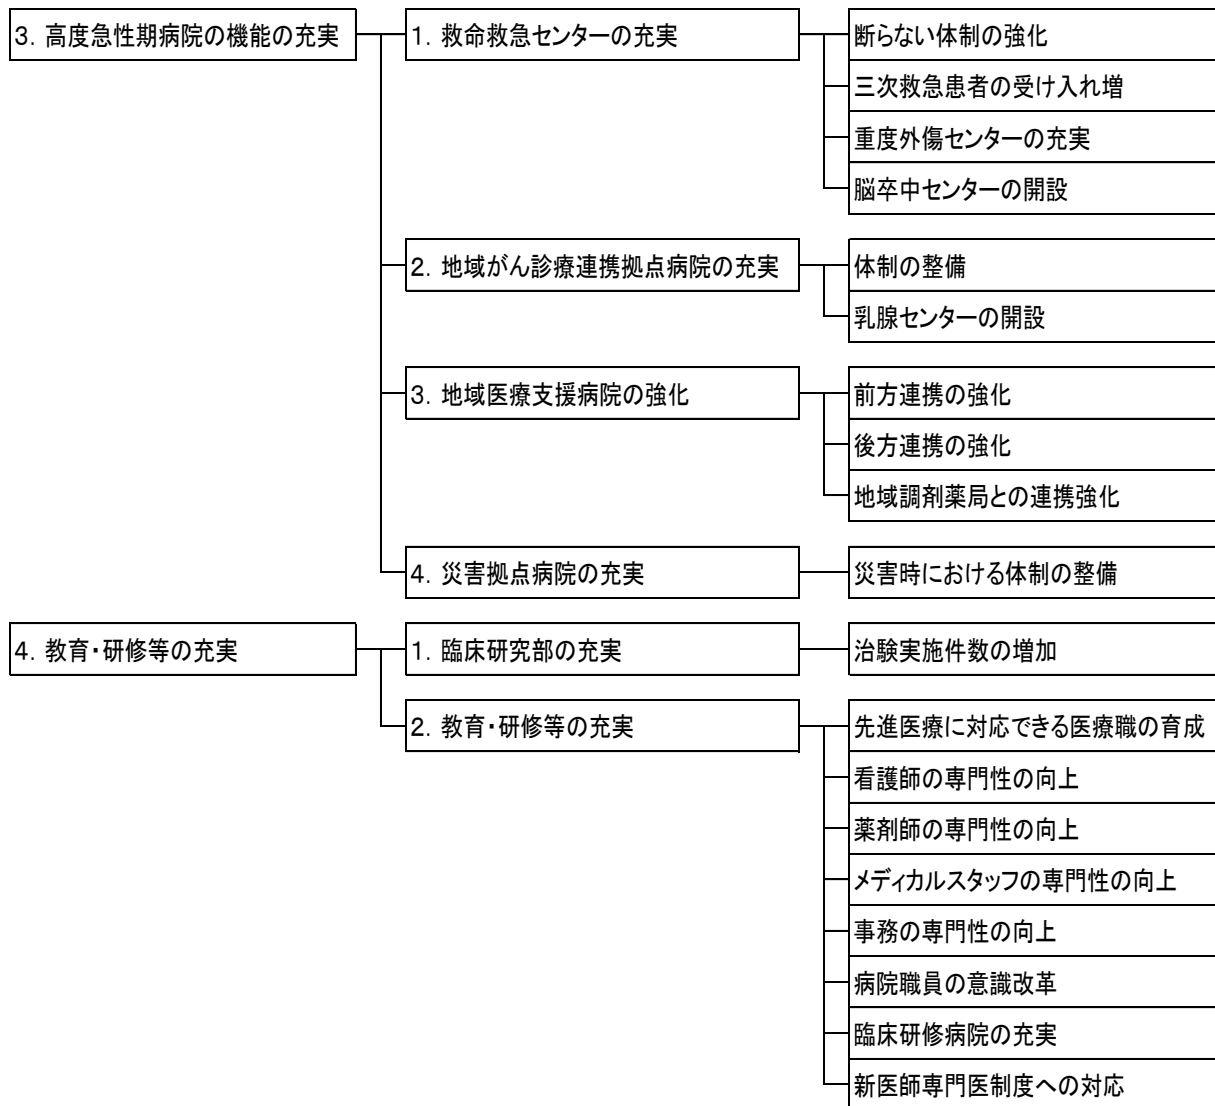 3．高度急性期病院の機能の充実
1．救命救急センターの充実
断らない体制の強化
三次救急患者の受け入れ増
重度外傷センターの充実
脳卒中センターの開設
2．地域がん診療連携拠点病院の充実
体制の整備
乳腺センターの開設
3．地域医療支援病院の強化
前方連携の強化
後方連携の強化
地域調剤薬局との連携強化
4．災害拠点病院の充実
災害時における体制の整備
4．教育・研修等の充実
1．臨床研究部の充実
治験実施件数の増加
2．教育・研修等の充実
先進医療に対応できる医療職の育成
看護師の専門性の向上
薬剤師の専門性の向上
メディカルスタッフの専門性の向上
事務の専門性の向上
病院職員の意識改革
臨床研修病院の充実
新医師専門医制度への対応